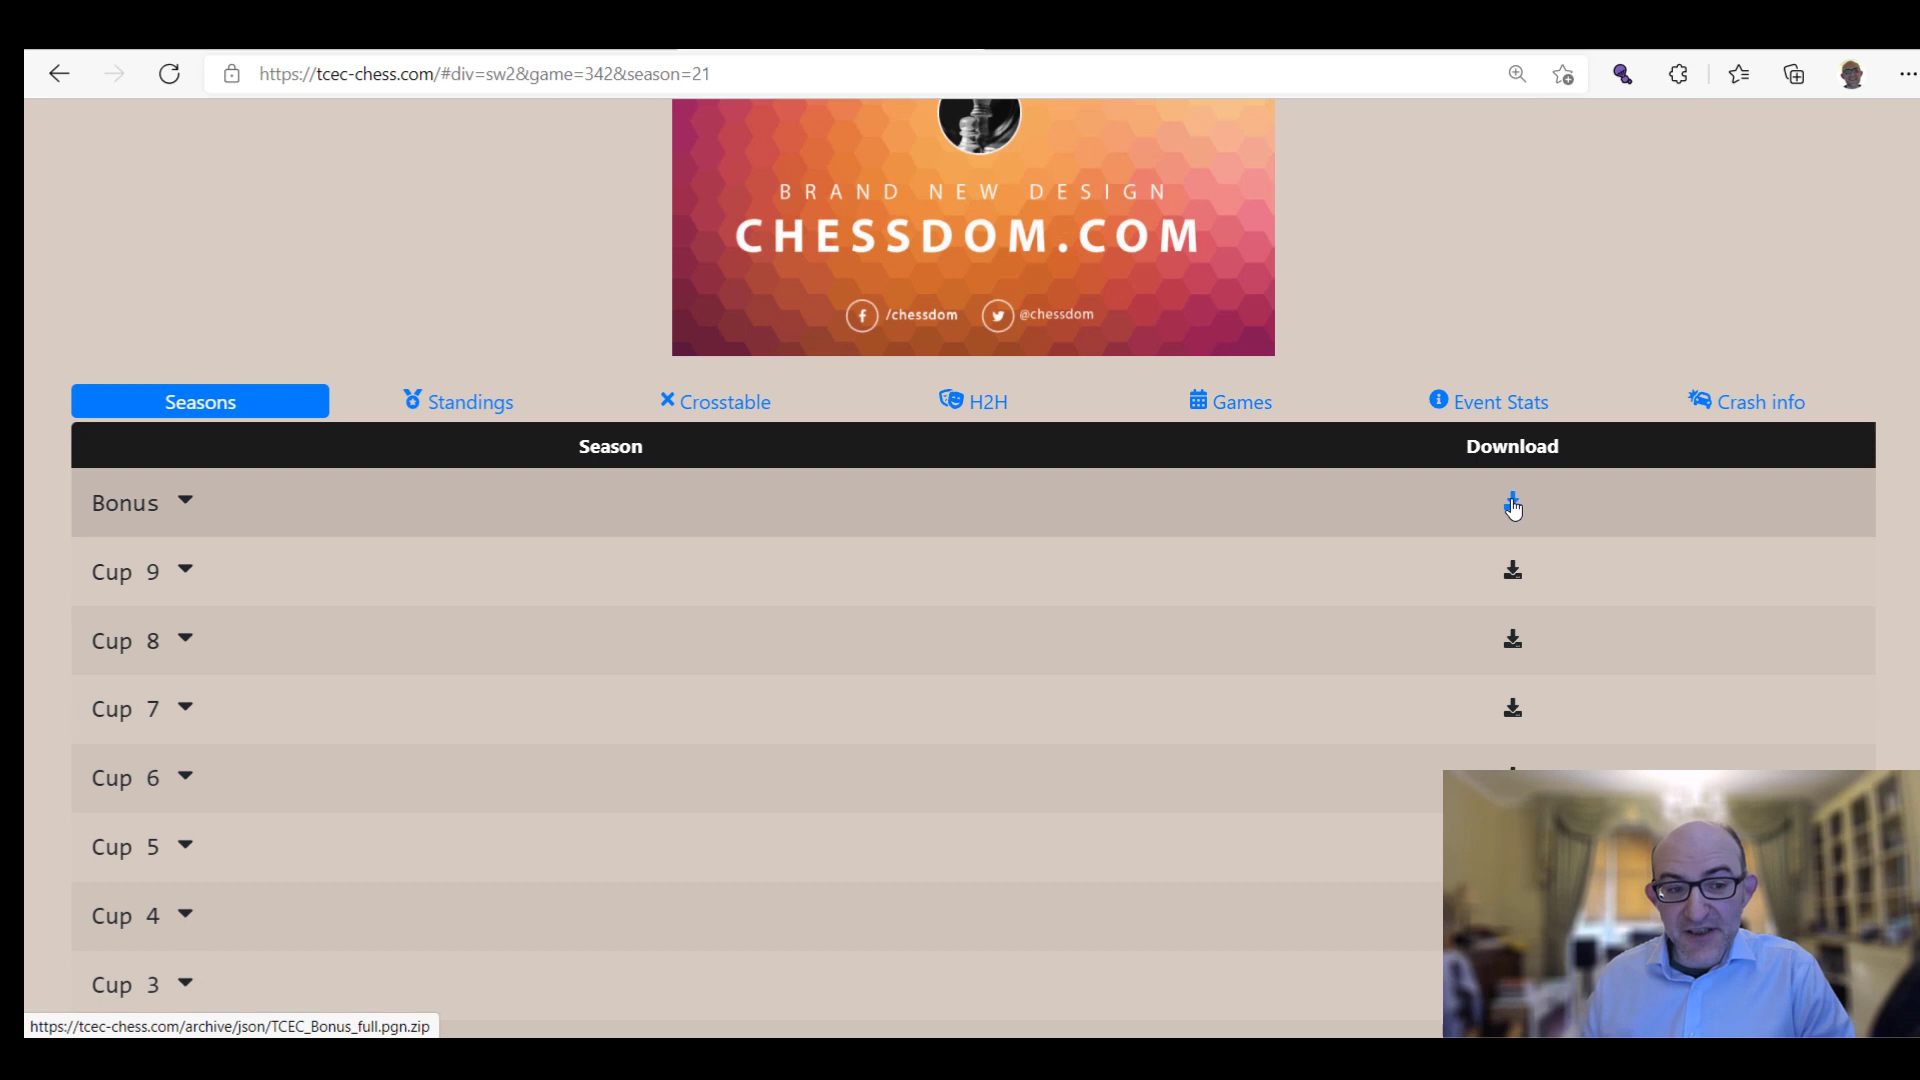 https://tcec-chess.com/#div=sw2&game=342&season=21
BRAND NEW DESIGN
CHESSDOM.COM
/chessdom @chessdom
Seasons Standings Crosstable H2H Games Event Stats Crash info
Season Download
Bonus
Cup 9
Cup 8
Cup 7
Cup 6
Cup 5
Cup 4
Cup 3
https://tcec-chess.com/archive/json/TCEC_Bonus_full.pgn.zip